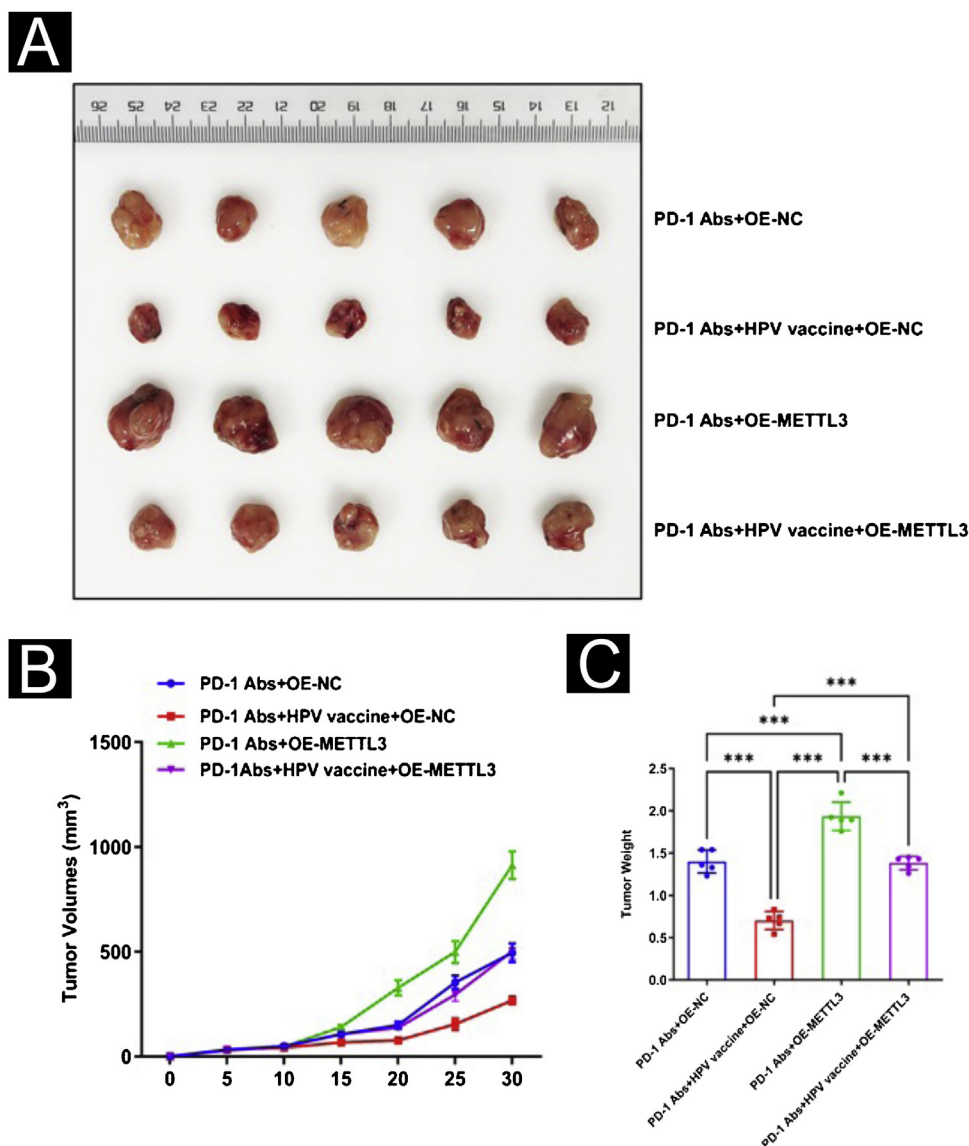 A
26 25 24 23 22 21 20 19 18 17 16 15 14 13 12
PD-1 Abs+OE-NC
PD-1 Abs+HPV vaccine+OE-NC
PD-1 Abs+OE-METTL3
PD-1 Abs+HPV vaccine+OE-METTL3
B
PD-1 Abs+OE-NC
PD-1 Abs+HPV vaccine+OE-NC
PD-1 Abs+OE-METTL3
PD-1Abs+HPV vaccine+OE-METTL3
Tumor Volumes (mm³)
1500
1000
500
0
0 5 10 15 20 25 30
C
***
***
*** *** ***
Tumor Weight
2.5
2.0
1.5
1.0
0.5
0.0
PD-1 Abs+OE-NC
PD-1 Abs+HPV vaccine+OE-NC
PD-1 Abs+OE-METTL3
PD-1 Abs+HPV vaccine+OE-METTL3